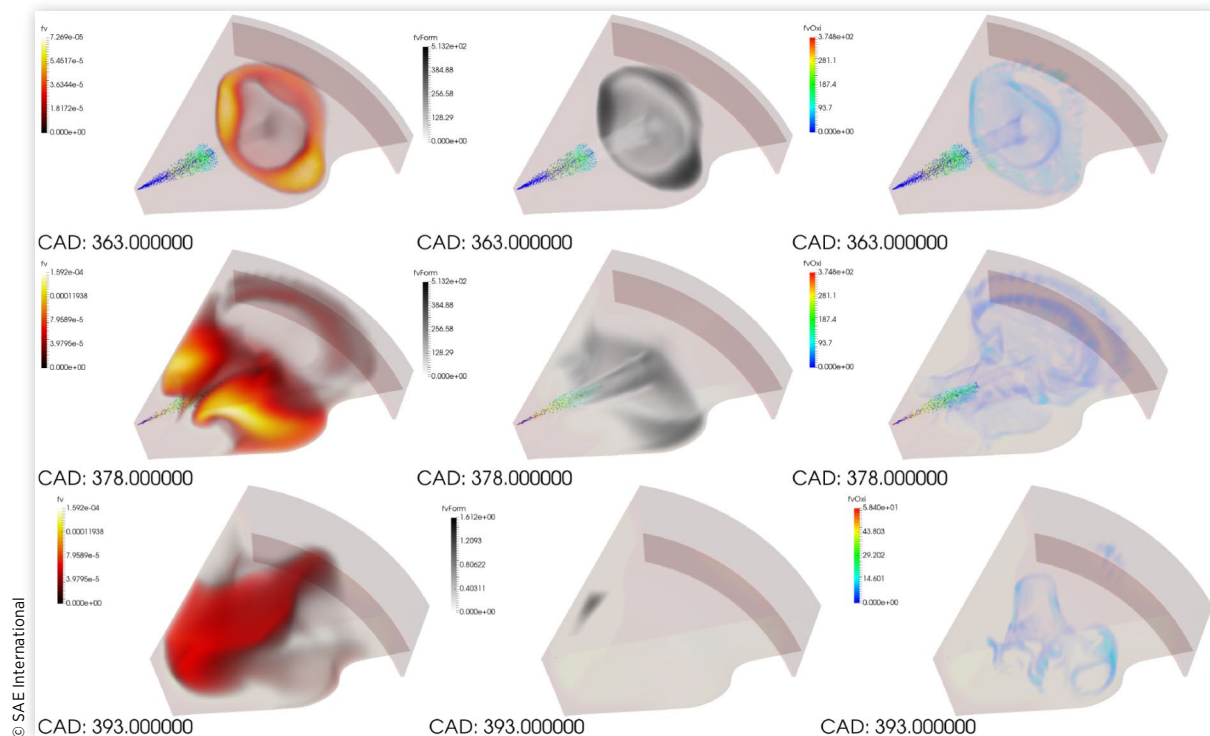 fv
7.269e-05
5.4517e-5
3.6344e-5
1.8172e-5
0.000e+00
fvForm
5.132e+02
384.88
256.58
128.29
0.000e+00
fvOxi
3.748e+02
281.1
187.4
93.7
0.000e+00
CAD: 363.000000
CAD: 363.000000
CAD: 363.000000
fv
1.592e-04
0.00011938
7.9589e-5
3.9795e-5
0.000e+00
fvForm
5.132e+02
384.88
256.58
128.29
0.000e+00
fvOxi
3.748e+02
281.1
187.4
93.7
0.000e+00
CAD: 378.000000
CAD: 378.000000
CAD: 378.000000
fv
1.592e-04
0.00011938
7.9589e-5
3.9795e-5
0.000e+00
fvForm
1.612e+00
1.2093
0.80622
0.40311
0.000e+00
fvOxi
5.840e+01
43.803
29.202
14.601
0.000e+00
CAD: 393.000000
CAD: 393.000000
CAD: 393.000000
© SAE International